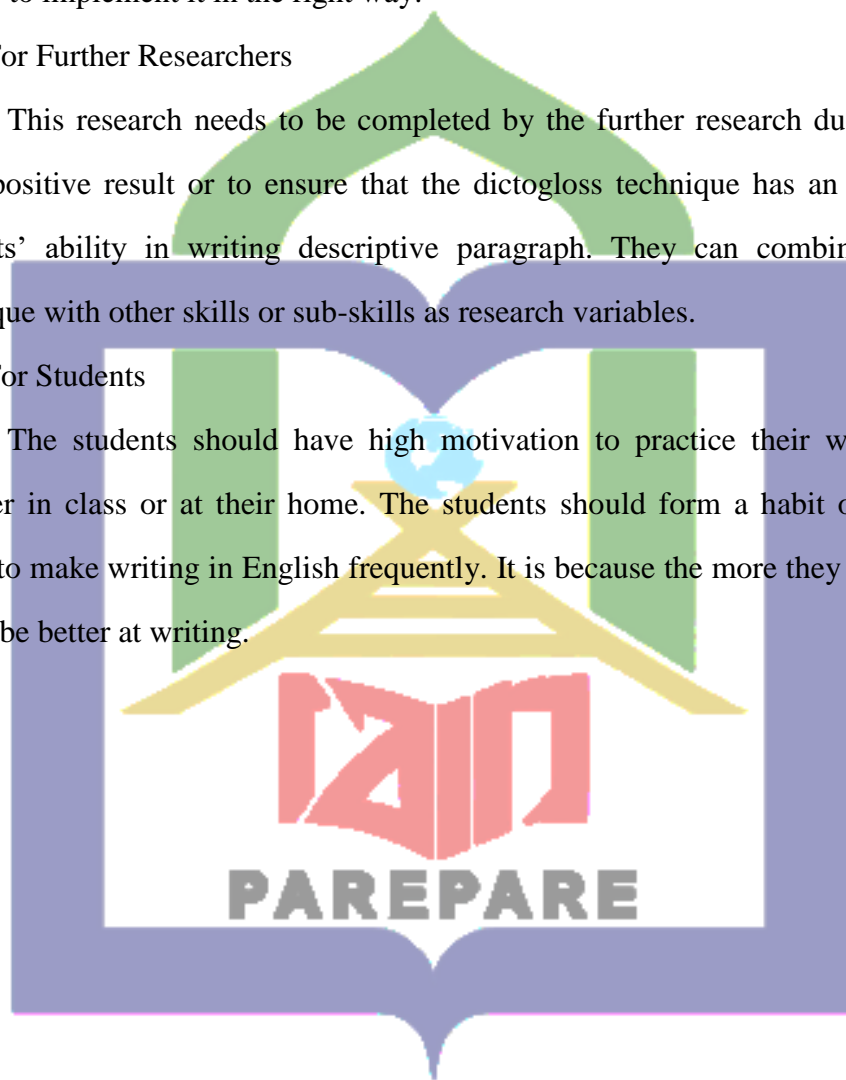 to implement it in the right way.
or Further Researchers
This research needs to be completed by the further research du
positive result or to ensure that the dictogloss technique has an
ts’ ability in writing descriptive paragraph. They can combin
que with other skills or sub-skills as research variables.
or Students
The students should have high motivation to practice their w
er in class or at their home. The students should form a habit o
to make writing in English frequently. It is because the more they
be better at writing.
iain
PAREPARE